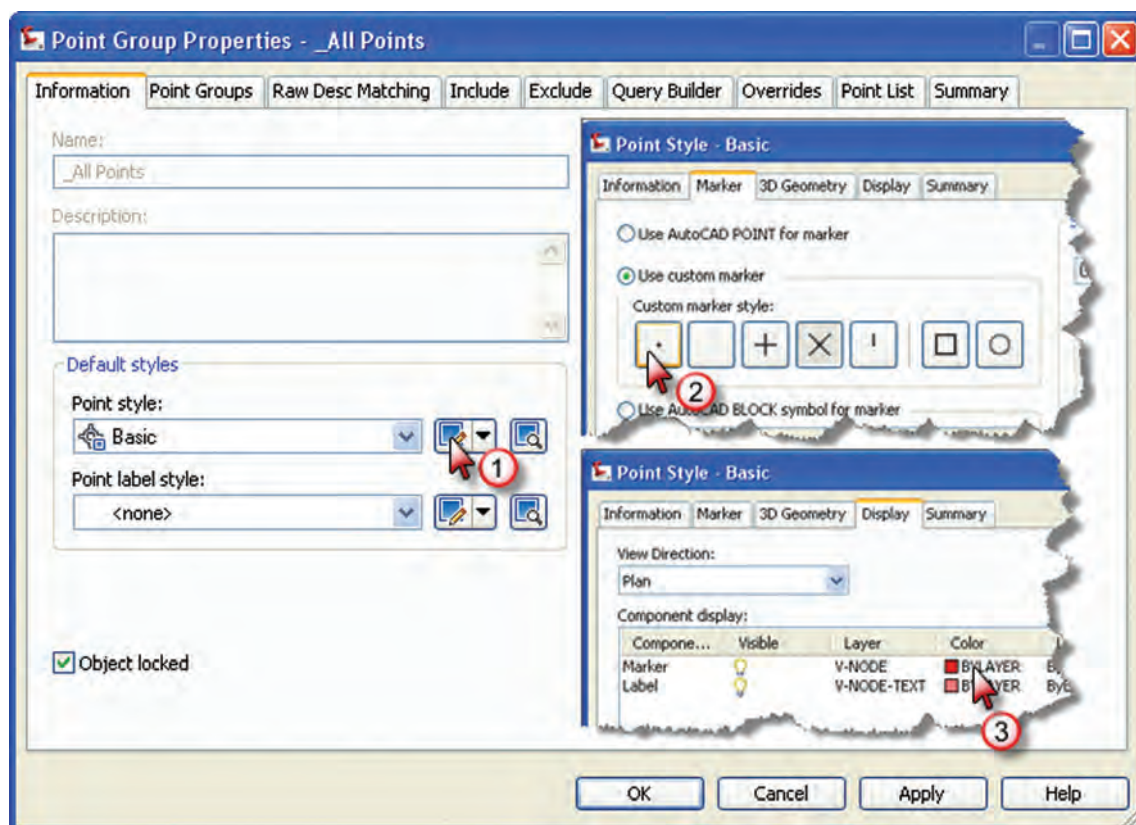 Point Group Properties - _All Points
Information Point Groups Raw Desc Matching Include Exclude Query Builder Overrides Point List Summary
Name:
_All Points
Description:
Default styles
Point style:
Basic
1
Point label style:
<none>
Object locked
Point Style - Basic
Information Marker 3D Geometry Display Summary
Use AutoCAD POINT for marker
Use custom marker
Custom marker style:
2
Use AutoCAD BLOCK symbol for marker
Point Style - Basic
Information Marker 3D Geometry Display Summary
View Direction:
Plan
Component display:
Compone... Visible Layer Color
Marker V-NODE BYLAYER
Label V-NODE-TEXT
3
OK Cancel Apply Help